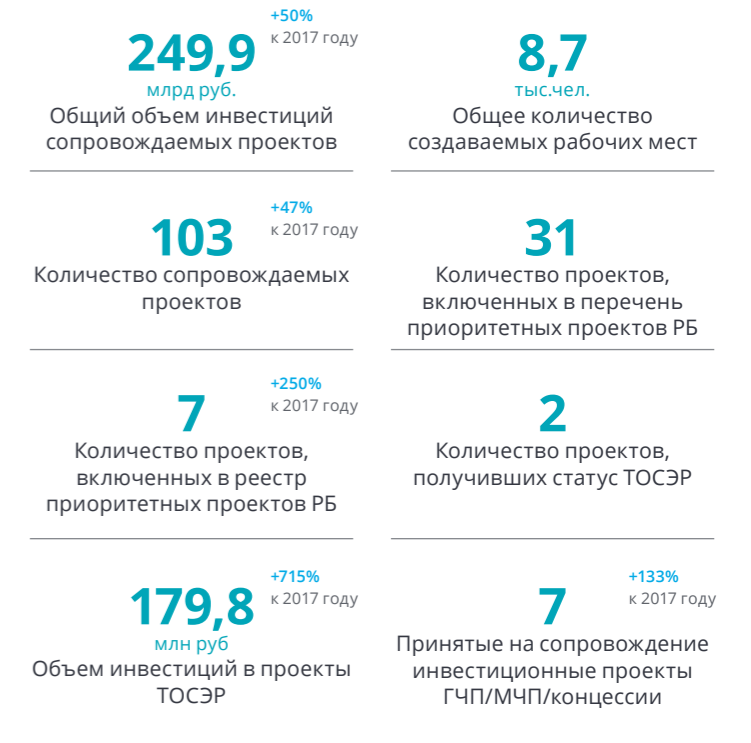 +50%
к 2017 году
249,9
млрд руб.
Общий объем инвестиций
сопровождаемых проектов
8,7
тыс.чел.
Общее количество
создаваемых рабочих мест
+47%
к 2017 году
103
Количество сопровождаемых
проектов
31
Количество проектов,
включенных в перечень
приоритетных проектов РБ
+250%
к 2017 году
7
Количество проектов,
включенных в реестр
приоритетных проектов РБ
2
Количество проектов,
получивших статус ТОСЭР
+715%
к 2017 году
179,8
млн руб
Объем инвестиций в проекты
ТОСЭР
+133%
к 2017 году
7
Принятые на сопровождение
инвестиционные проекты
ГЧП/МЧП/концессии